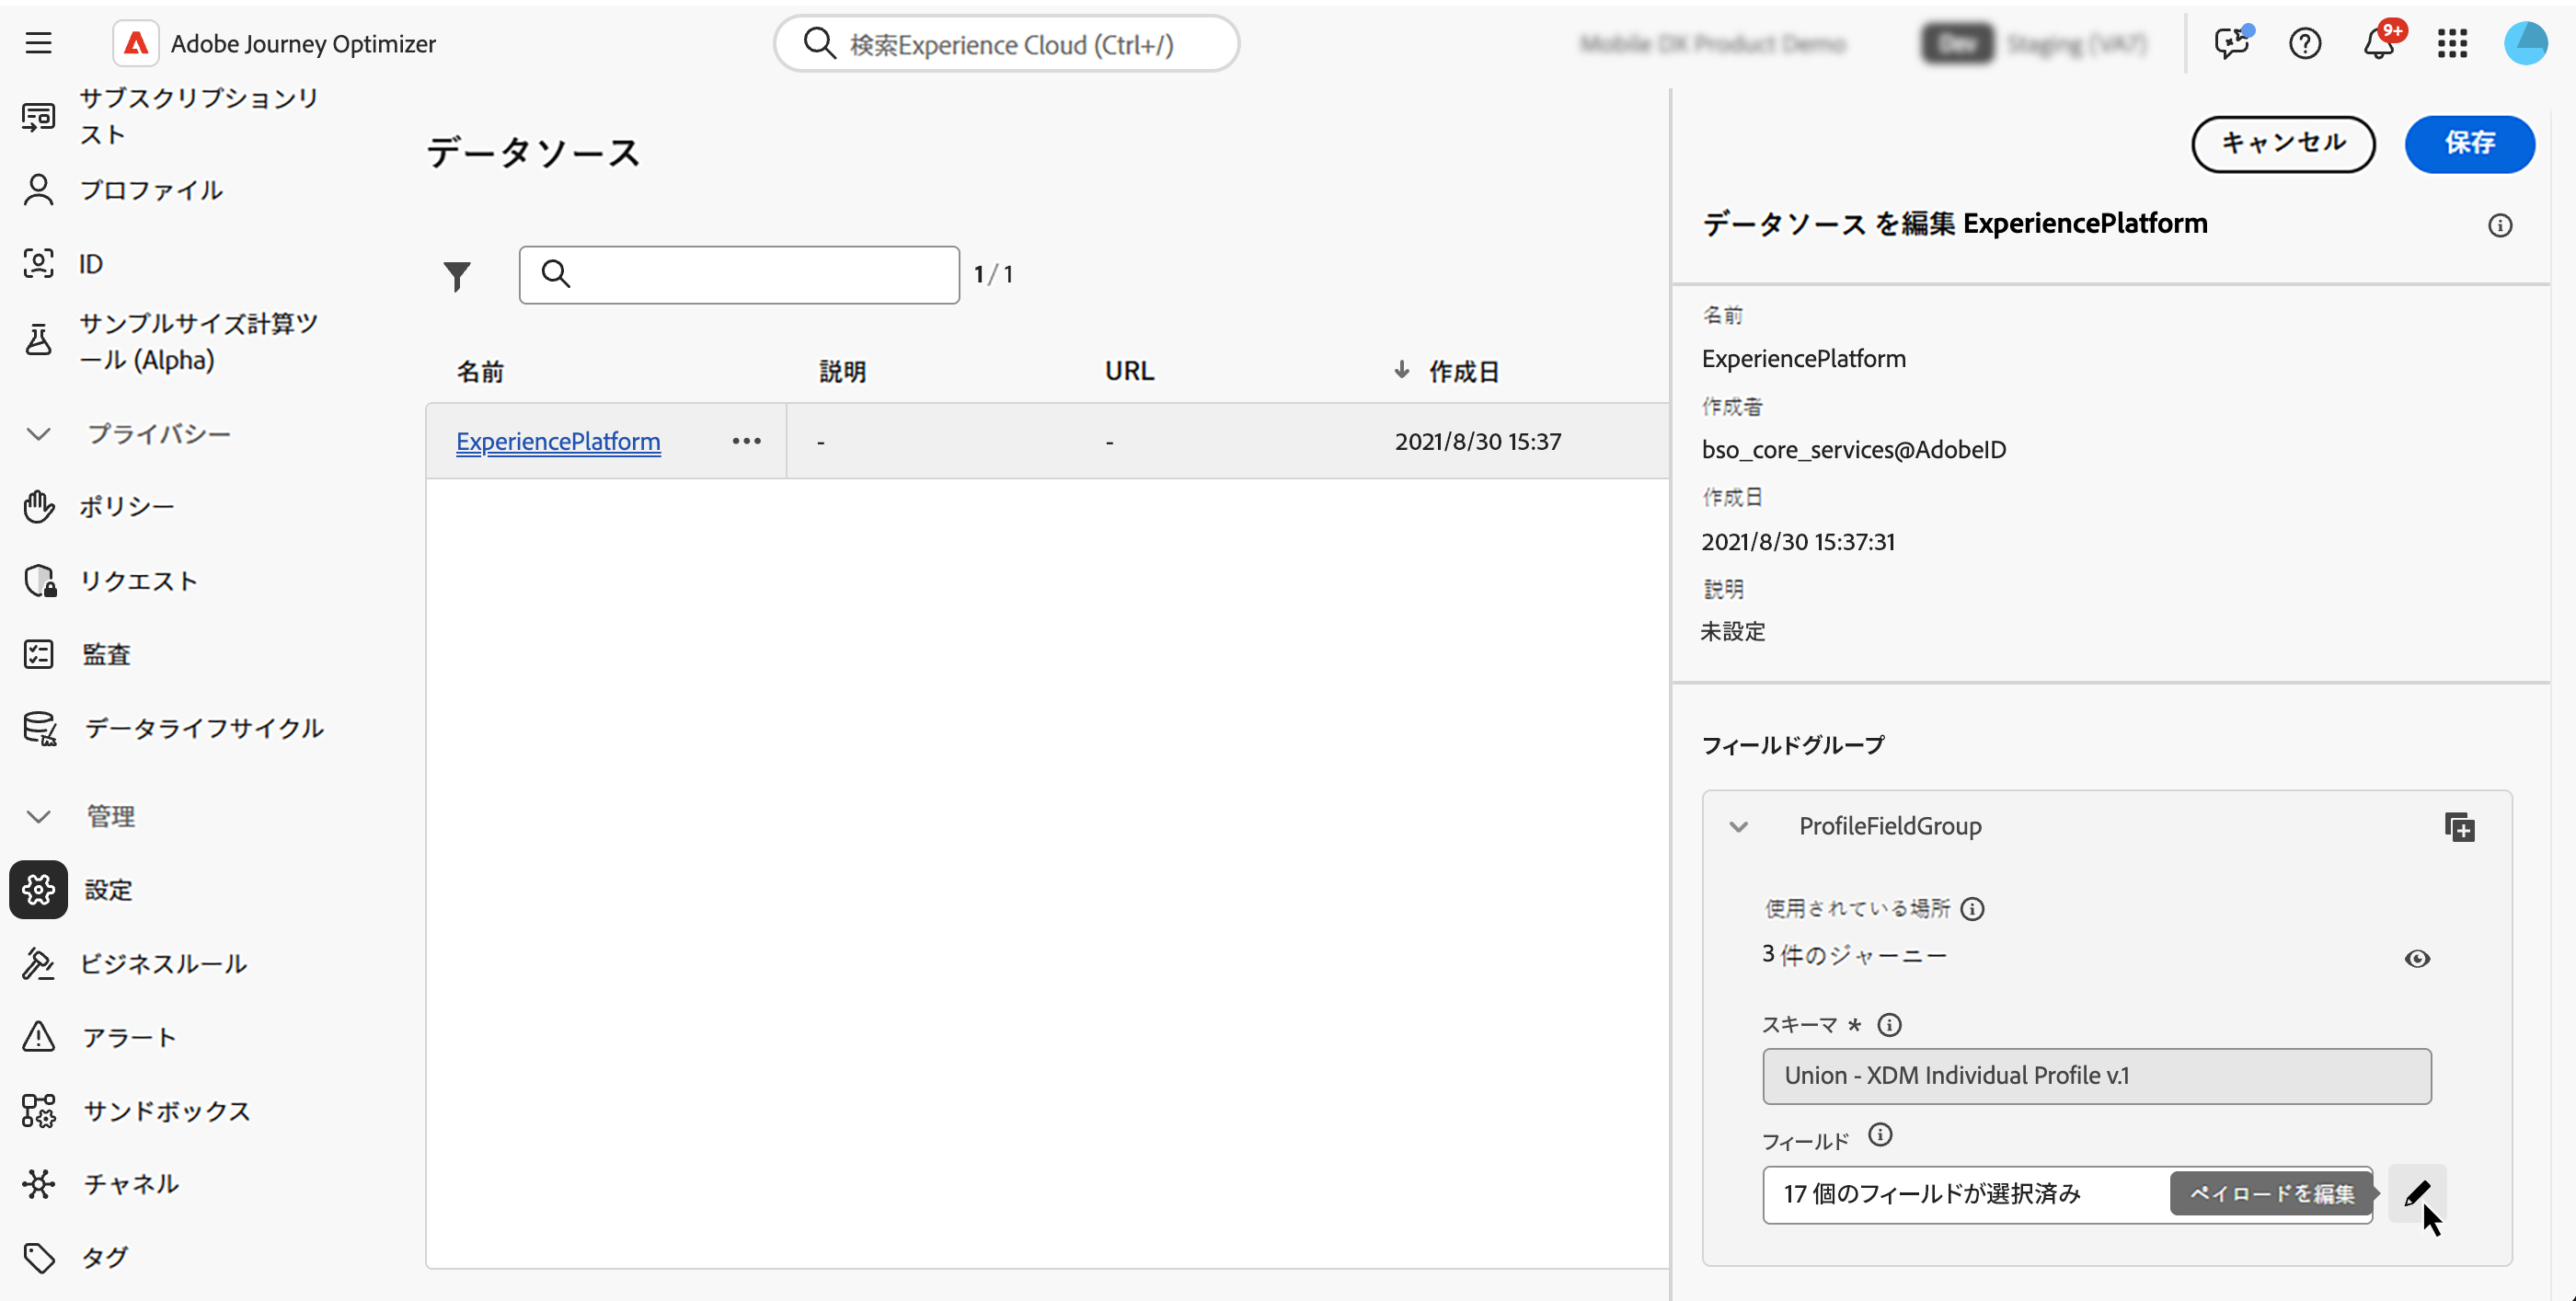 Adobe Journey Optimizer
検索Experience Cloud (Ctrl+/)
9+
サブスクリプションリ
スト
プロファイル
ID
サンプルサイズ計算ツ
ール (Alpha)
プライバシー
ポリシー
リクエスト
監査
データライフサイクル
管理
設定
ビジネスルール
アラート
サンドボックス
チャネル
タグ
データソース
1 / 1
名前 説明 URL 作成日
ExperiencePlatform - - 2021/8/30 15:37
キャンセル 保存
データソース を編集 ExperiencePlatform
名前
ExperiencePlatform
作成者
bso_core_services@AdobeID
作成日
2021/8/30 15:37:31
説明
未設定
フィールドグループ
ProfileFieldGroup
使用されている場所
3 件のジャーニー
スキーマ *
Union - XDM Individual Profile v.1
フィールド
17 個のフィールドが選択済み ペイロードを編集